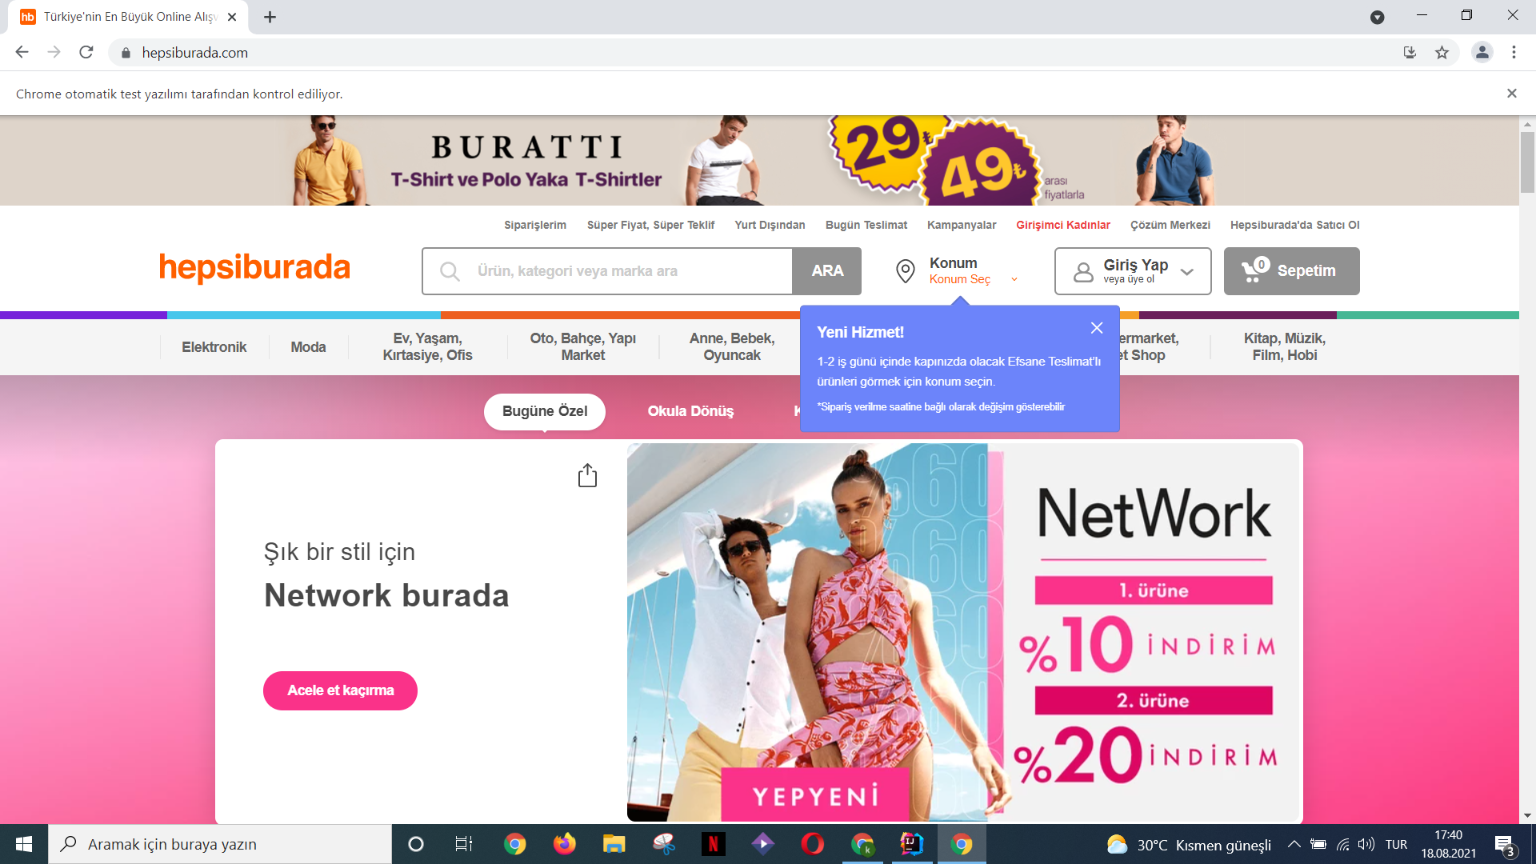 Türkiye'nin En Büyük Online Alışv
hepsiburada.com
Chrome otomatik test yazılımı tarafından kontrol ediliyor.
BURATTI
T-Shirt ve Polo Yaka T-Shirtler
29₺
49₺
arası
fiyatlarla
Siparişlerim Süper Fiyat, Süper Teklif Yurt Dışından Bugün Teslimat Kampanyalar Girişimci Kadınlar Çözüm Merkezi Hepsiburada'da Satıcı Ol
hepsiburada
Ürün, kategori veya marka ara
ARA
Konum
Konum Seç
Giriş Yap
veya üye ol
0
Sepetim
Elektronik
Moda
Ev, Yaşam,
Kırtasiye, Ofis
Oto, Bahçe, Yapı
Market
Anne, Bebek,
Oyuncak
ermarket,
et Shop
Kitap, Müzik,
Film, Hobi
Yeni Hizmet!
1-2 iş günü içinde kapınızda olacak Efsane Teslimat'lı
ürünleri görmek için konum seçin.
*Sipariş verilme saatine bağlı olarak değişim gösterebilir
Bugüne Özel Okula Dönüş K
Şık bir stil için
Network burada
Acele et kaçırma
%60
YEPYENİ
NetWork
1. ürüne
%10 İNDİRİM
2. ürüne
%20 İNDİRİM
Aramak için buraya yazın
30°C Kısmen güneşli
TUR
17:40
18.08.2021
3